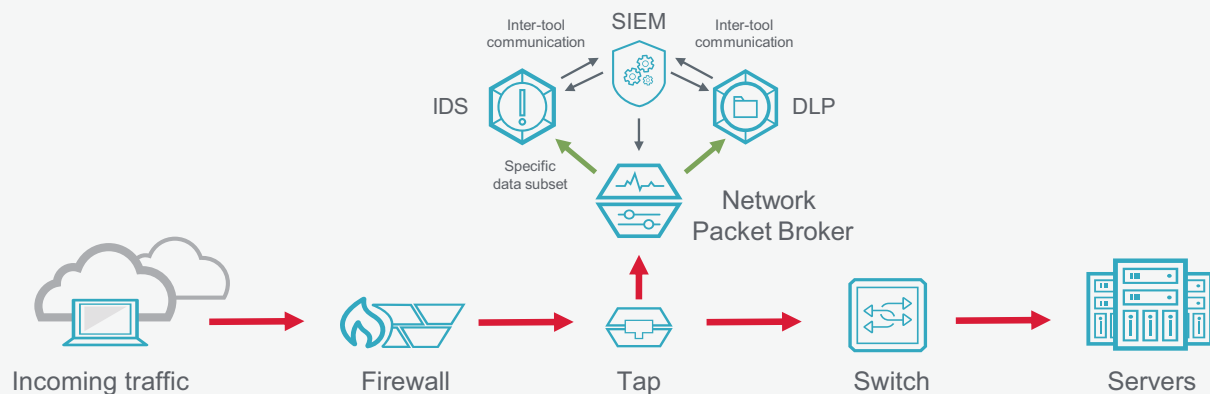 SIEM
Inter-tool
communication
Inter-tool
communication
IDS
DLP
Specific
data subset
Network
Packet Broker
Incoming traffic
Firewall
Tap
Switch
Servers